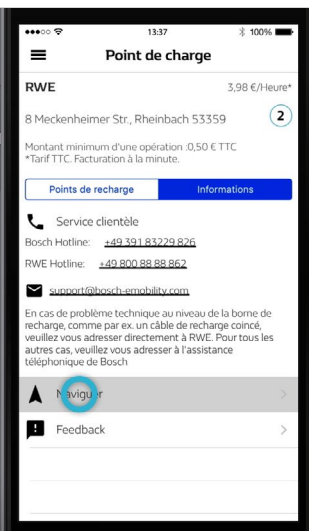 13:37 100%
Point de charge
RWE 3,98 €/Heure*
8 Meckenheimer Str., Rheinbach 53359 2
Montant minimum d'une opération :0,50 € TTC
*Tarif TTC. Facturation à la minute.
Points de recharge Informations
Service clientèle
Bosch Hotline: +49 391 83229 826
RWE Hotline: +49 800 88 88 862
support@bosch-emobility.com
En cas de problème technique au niveau de la borne de
recharge, comme par ex. un câble de recharge coincé,
veuillez vous adresser directement à RWE. Pour tous les
autres cas, veuillez vous adresser à l'assistance
téléphonique de Bosch
Naviguer
Feedback